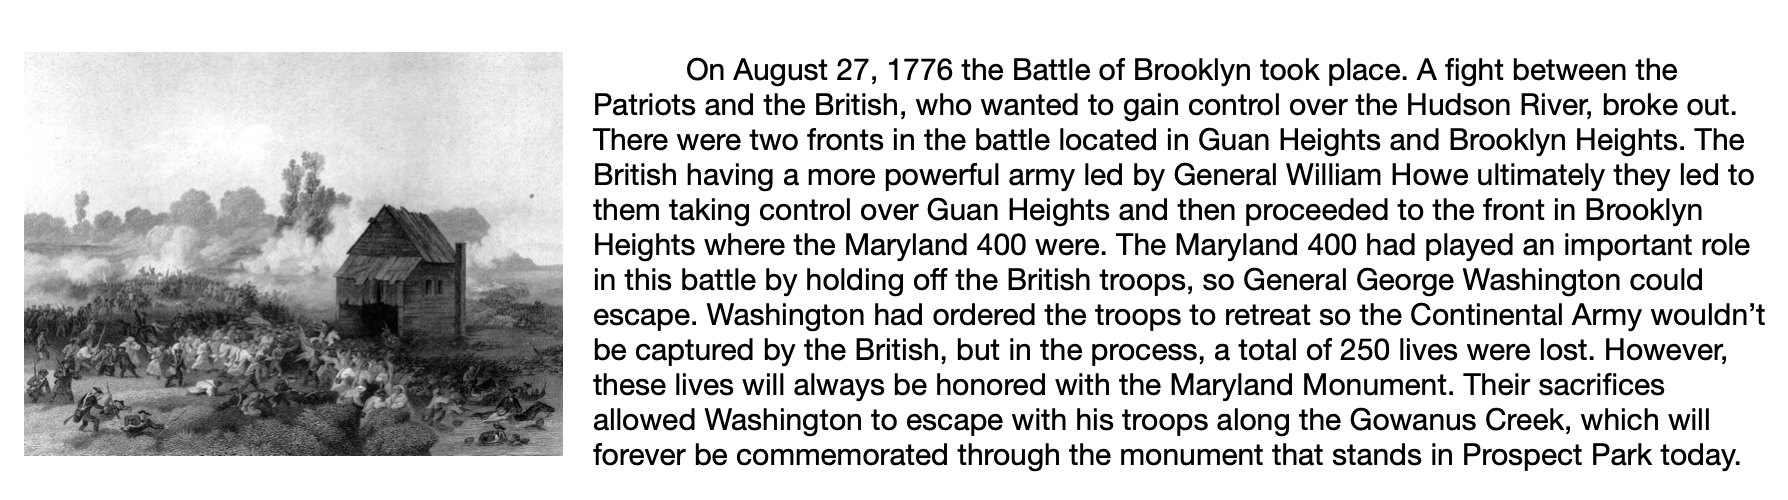 On August 27, 1776 the Battle of Brooklyn took place. A fight between the
Patriots and the British, who wanted to gain control over the Hudson River, broke out.
There were two fronts in the battle located in Guan Heights and Brooklyn Heights. The
British having a more powerful army led by General William Howe ultimately they led to
them taking control over Guan Heights and then proceeded to the front in Brooklyn
Heights where the Maryland 400 were. The Maryland 400 had played an important role
in this battle by holding off the British troops, so General George Washington could
escape. Washington had ordered the troops to retreat so the Continental Army wouldn’t
be captured by the British, but in the process, a total of 250 lives were lost. However,
these lives will always be honored with the Maryland Monument. Their sacrifices
allowed Washington to escape with his troops along the Gowanus Creek, which will
forever be commemorated through the monument that stands in Prospect Park today.